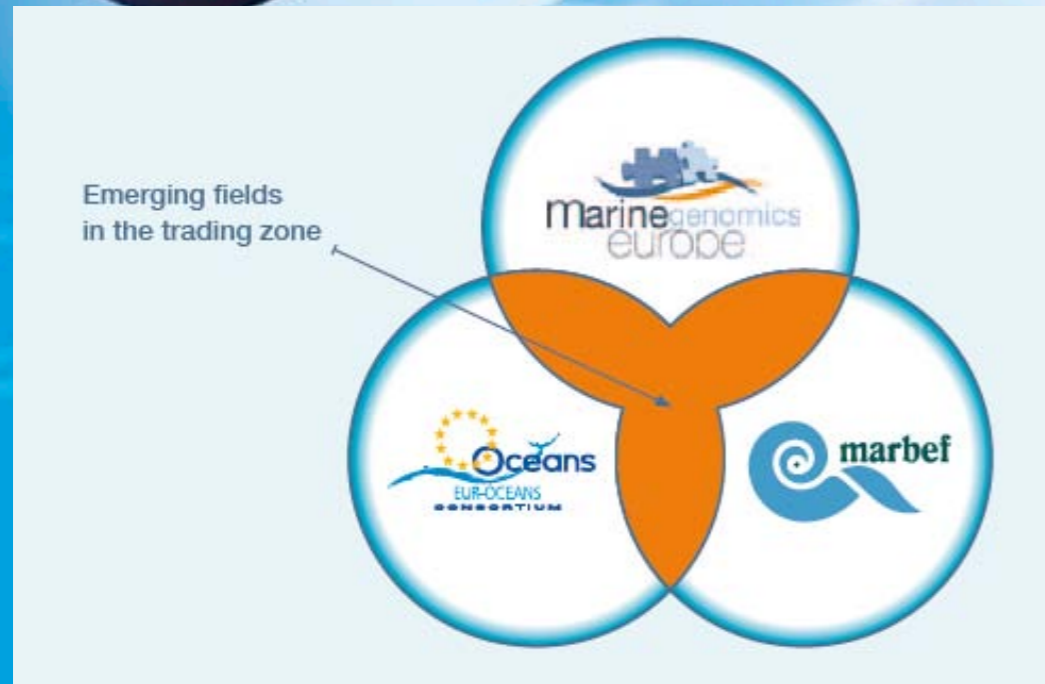 Emerging fields
in the trading zone
marinegenomics
europe
Oceans
EUR-OCEANS
CONSORTIUM
marbef